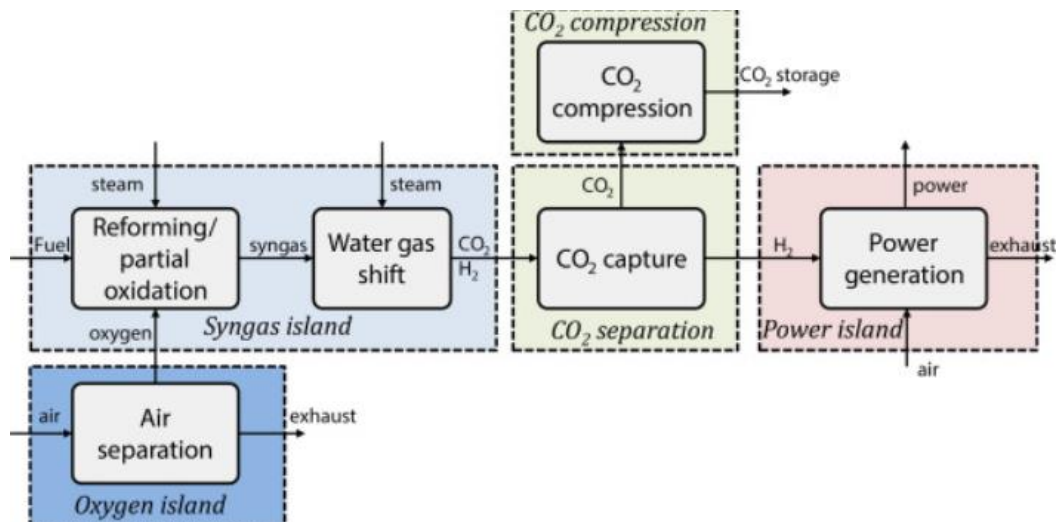 CO₂ compression
CO₂
compression
CO₂ storage
steam
steam
CO₂
power
Fuel
Reforming/
partial
oxidation
syngas
Water gas
shift
CO₂
H₂
CO₂ capture
H₂
Power
generation
exhaust
oxygen
Syngas island
CO₂ separation
Power island
air
air
Air
separation
exhaust
Oxygen island